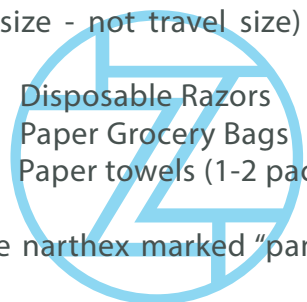 size - not travel size)
Disposable Razors
Paper Grocery Bags
Paper towels (1-2
narthex marked